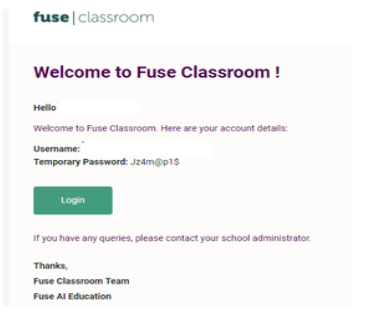 fuse|classroom
Welcome to Fuse Classroom !
Hello
Welcome to Fuse Classroom. Here are your account details:
Username:
Temporary Password: Jz4m@p1$
Login
If you have any queries, please contact your school administrator.
Thanks,
Fuse Classroom Team
Fuse AI Education